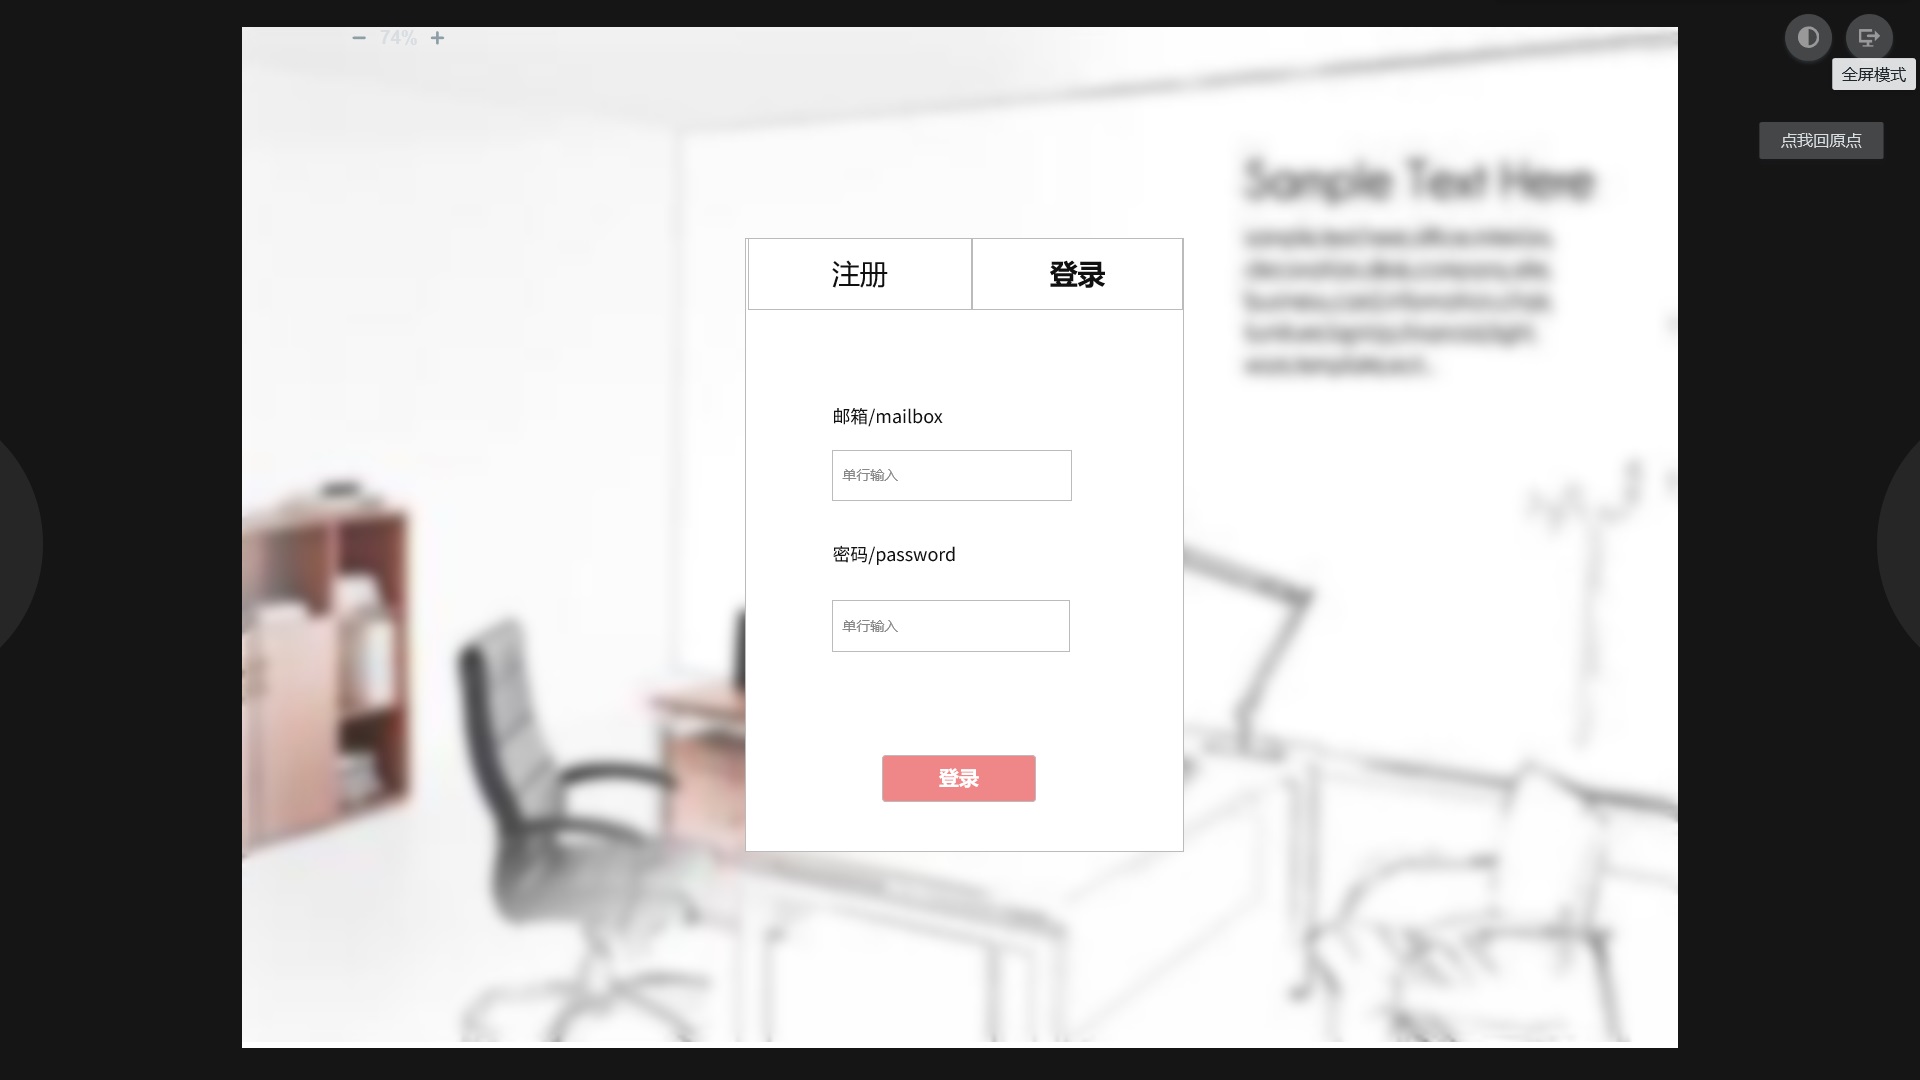 74%
全屏模式
点我回原点
Sample Text Here
注册
登录
邮箱/mailbox
单行输入
密码/password
单行输入
登录